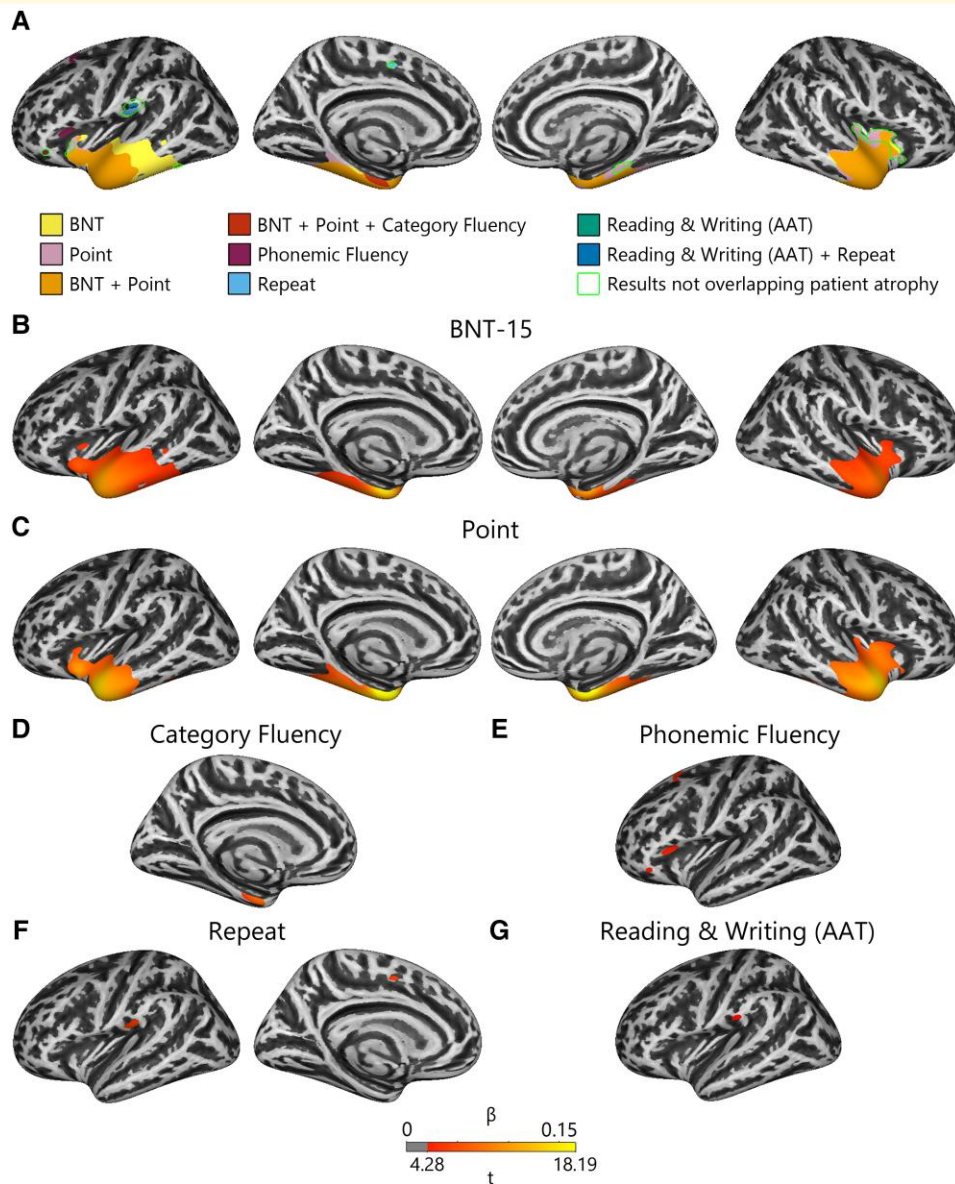 A
BNT
BNT + Point + Category Fluency
Reading & Writing (AAT)
Point
Phonemic Fluency
Reading & Writing (AAT) + Repeat
BNT + Point
Repeat
Results not overlapping patient atrophy
B
BNT-15
C
Point
D
Category Fluency
E
Phonemic Fluency
F
Repeat
G
Reading & Writing (AAT)
β
0 0.15
4.28 18.19
t